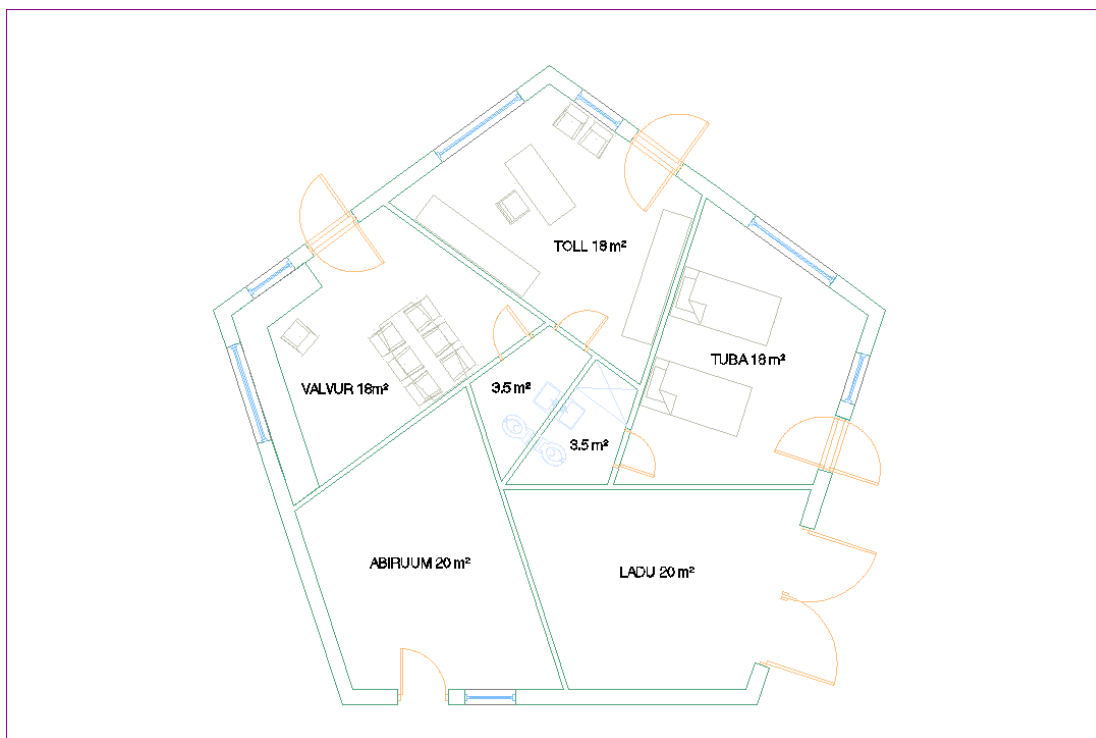 TOLL 18 m²
TUBA 18 m²
VALVUR 18m²
3.5 m²
3.5 m²
ABIRUUM 20 m²
LADU 20 m²